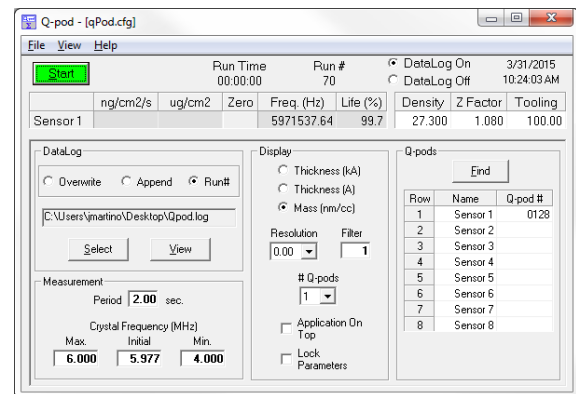 Q-pod - [qPod.cfg]
File View Help
Start
Run Time
00:00:00
Run #
70
DataLog On
DataLog Off
3/31/2015
10:24:03 AM
ng/cm2/s ug/cm2 Zero Freq. (Hz) Life (%) Density Z Factor Tooling
Sensor 1 5971537.64 99.7 27.300 1.080 100.00
DataLog
Overwrite Append Run#
C:\Users\jmartino\Desktop\Qpod.log
Select View
Measurement
Period 2.00 sec.
Crystal Frequency (MHz)
Max. Initial Min.
6.000 5.977 4.000
Display
Thickness (kA)
Thickness (A)
Mass (nm/cc)
Resolution Filter
0.00 1
# Q-pods
1
Application On
Top
Lock
Parameters
Q-pods
Find
Row Name Q-pod #
1 Sensor 1 0128
2 Sensor 2
3 Sensor 3
4 Sensor 4
5 Sensor 5
6 Sensor 6
7 Sensor 7
8 Sensor 8